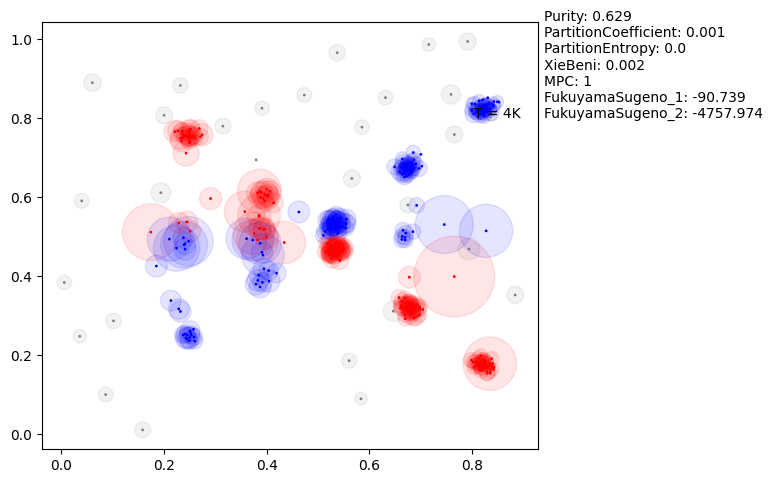 Purity: 0.629
PartitionCoefficient: 0.001
PartitionEntropy: 0.0
XieBeni: 0.002
MPC: 1
FukuyamaSugeno_1: -90.739
FukuyamaSugeno_2: -4757.974
T = 4K
1.0
0.8
0.6
0.4
0.2
0.0
0.0 0.2 0.4 0.6 0.8